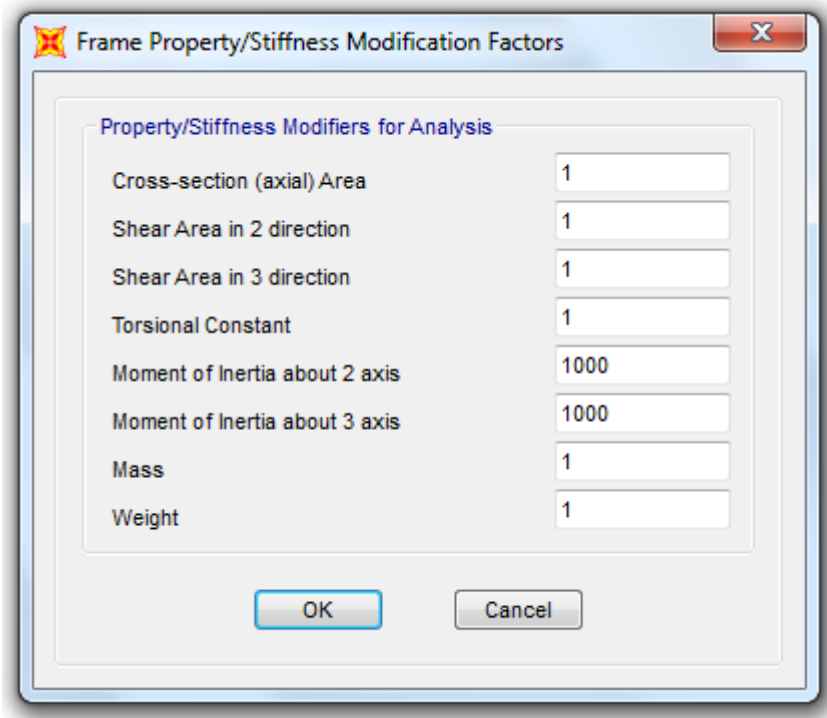 Frame Property/Stiffness Modification Factors
X
Property/Stiffness Modifiers for Analysis
Cross-section (axial) Area 1
Shear Area in 2 direction 1
Shear Area in 3 direction 1
Torsional Constant 1
Moment of Inertia about 2 axis 1000
Moment of Inertia about 3 axis 1000
Mass 1
Weight 1
OK Cancel